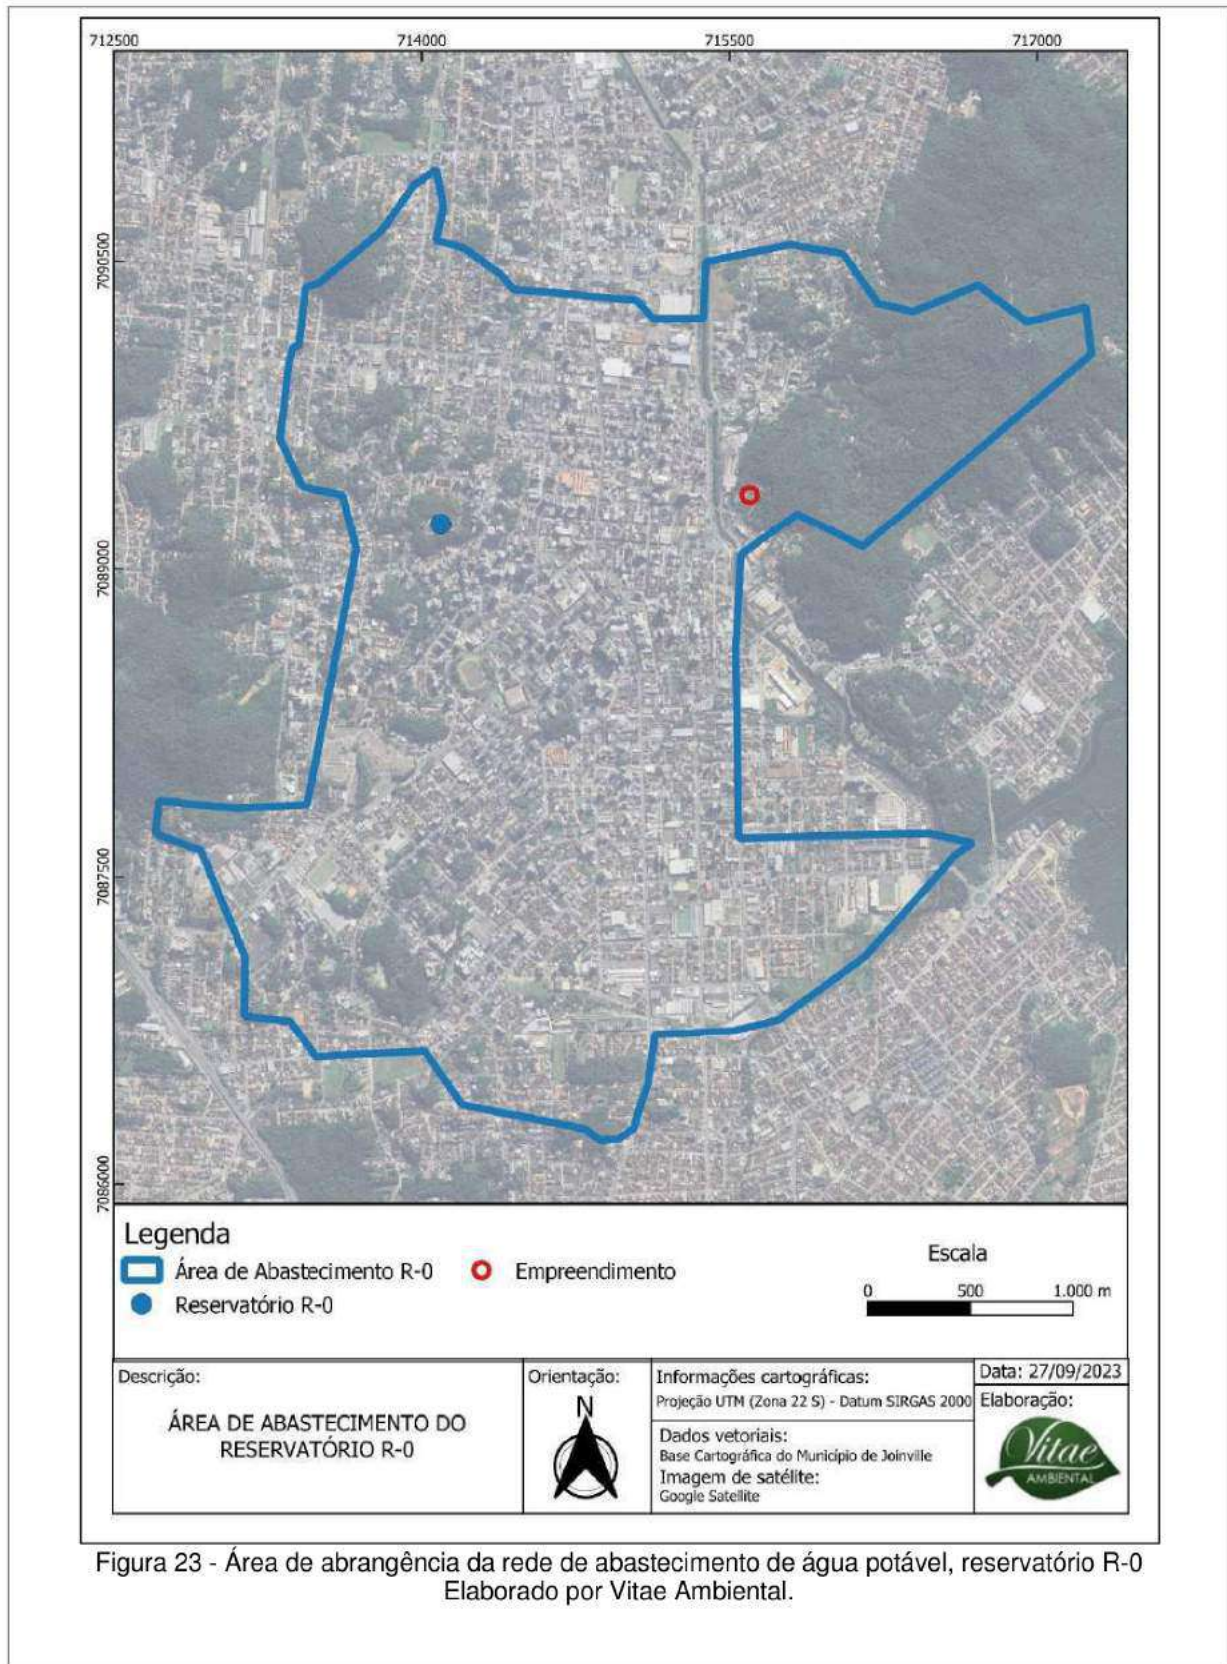 712500
714000
715500
717000
7090500
7089000
7087500
7086000
Legenda
Área de Abastecimento R-0
Empreendimento
Reservatório R-0
Escala
0 500 1.000 m
Descrição:
ÁREA DE ABASTECIMENTO DO
RESERVATÓRIO R-0
Orientação:
N
Informações cartográficas:
Projeção UTM (Zona 22 S) - Datum SIRGAS 2000
Dados vetoriais:
Base Cartográfica do Município de Joinville
Imagem de satélite:
Google Satellite
Data: 27/09/2023
Elaboração:
Vitae
AMBIENTAL
Figura 23 - Área de abrangência da rede de abastecimento de água potável, reservatório R-0
Elaborado por Vitae Ambiental.